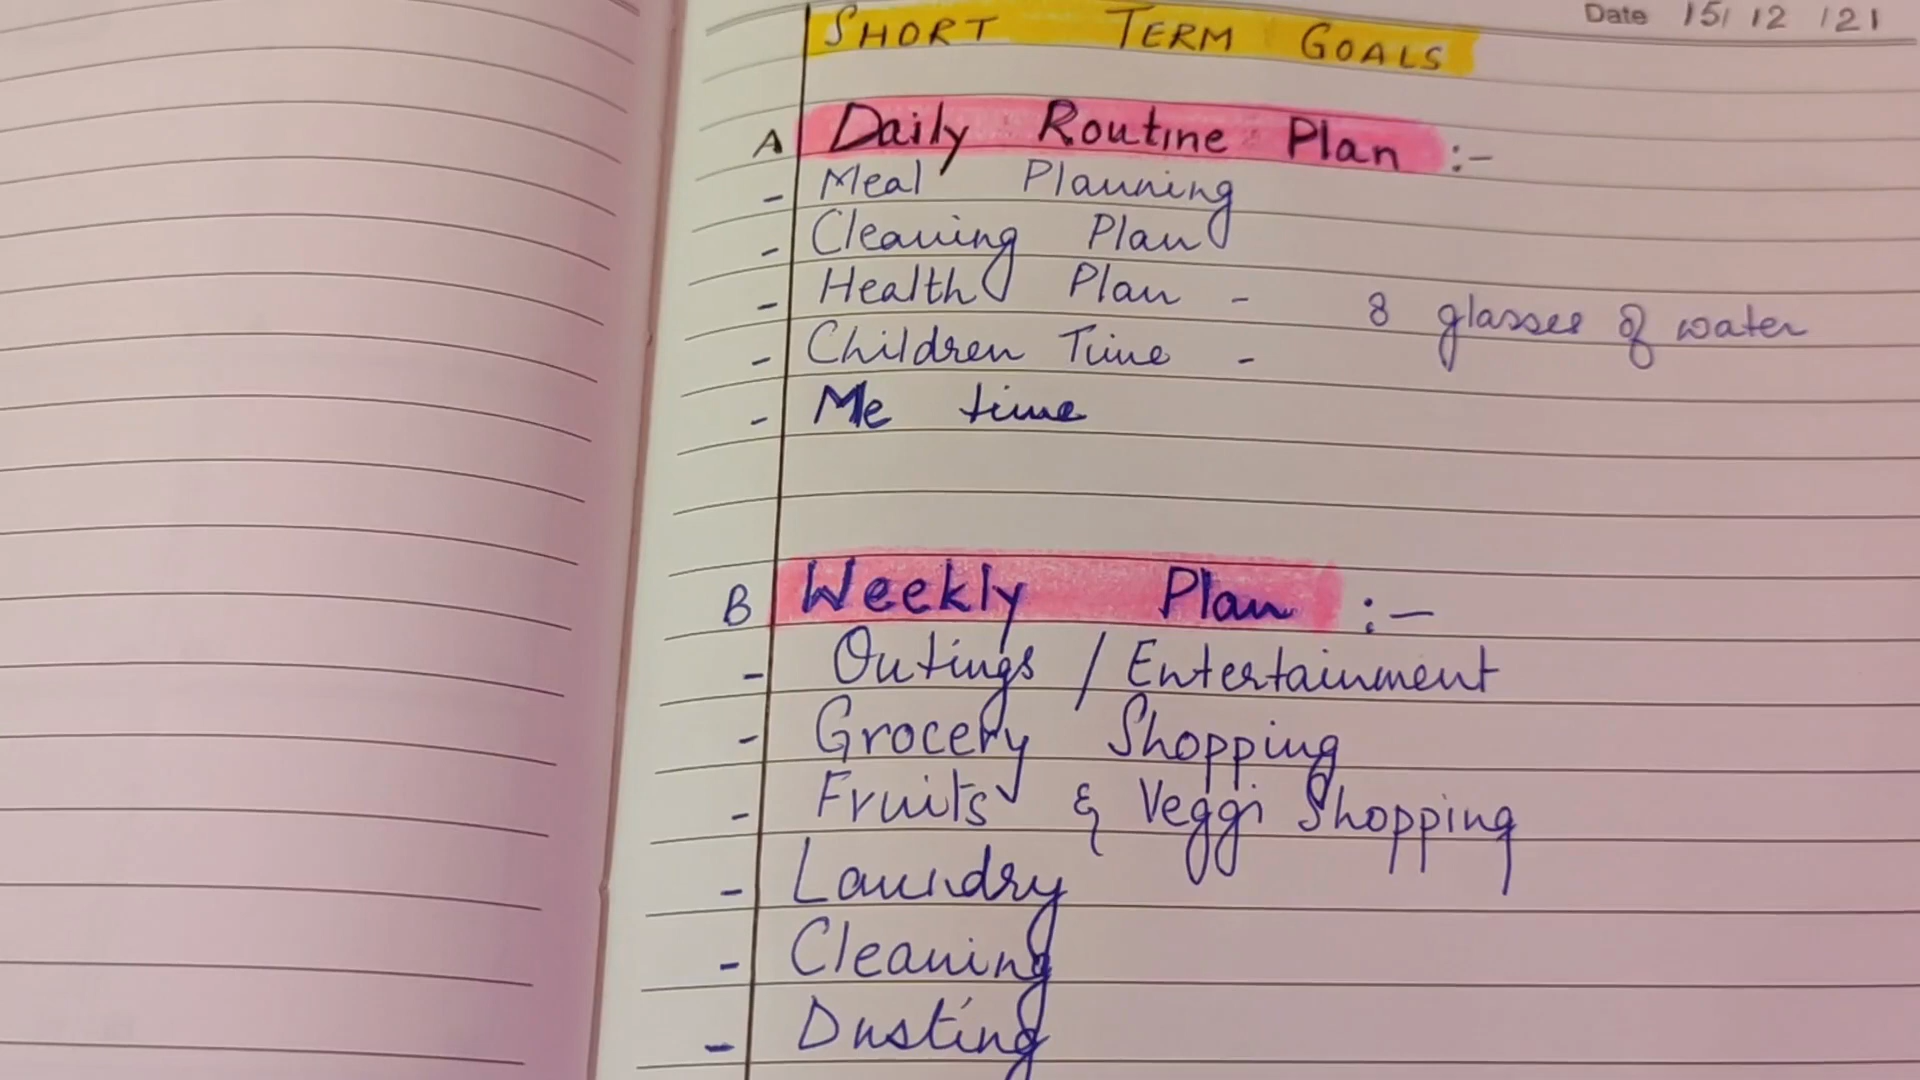 Date 15/ 12 /21
SHORT TERM GOALS
A Daily Routine Plan :-
- Meal Planning
- Cleaning Plan
- Health Plan - 8 glasses of water
- Children Time -
- Me time
B Weekly Plan :-
- Outings / Entertainment
- Grocery Shopping
- Fruits & Veggi Shopping
- Laundry
- Cleaning
- Dusting